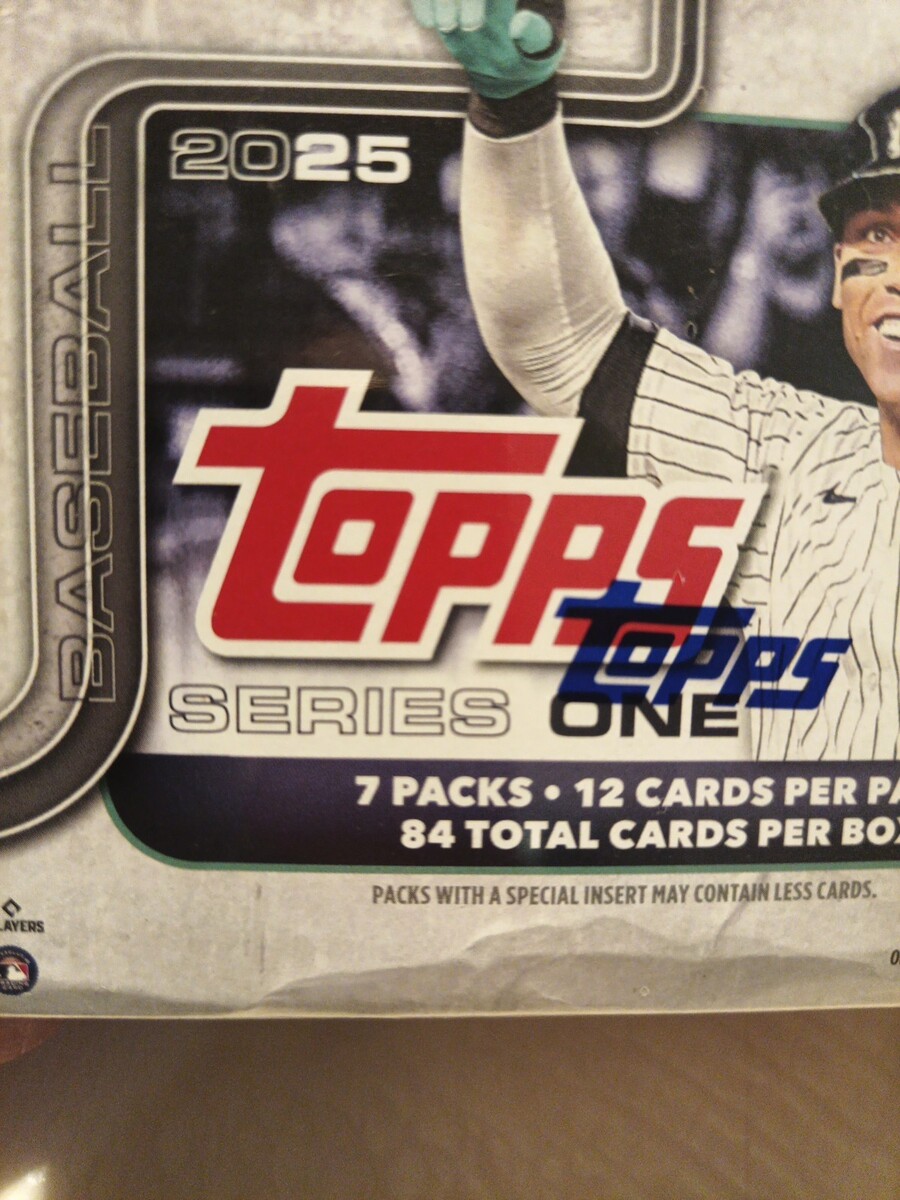 2025
BASEBALL
Topps
Topps
SERIES ONE
7 PACKS • 12 CARDS PER PA
84 TOTAL CARDS PER BOX
PACKS WITH A SPECIAL INSERT MAY CONTAIN LESS CARDS.
LAYERS
0